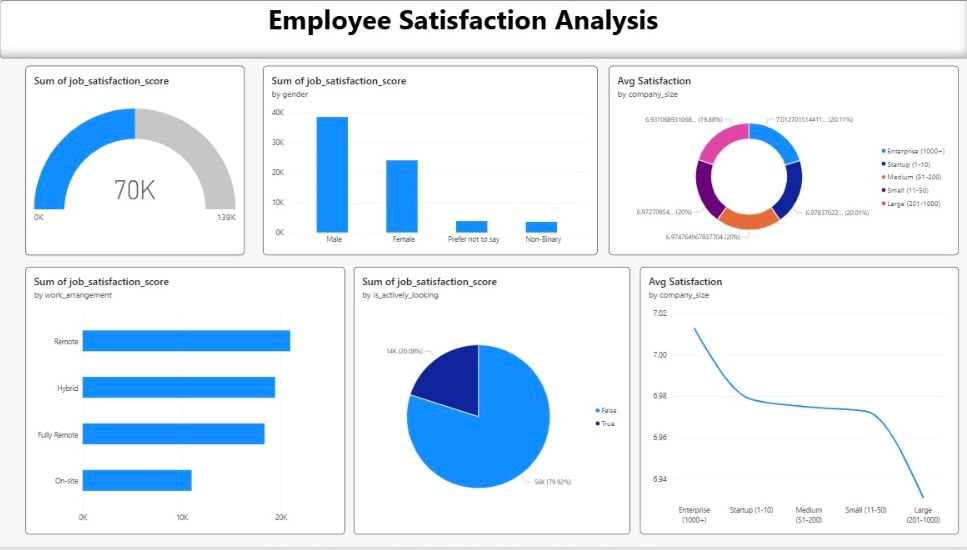 Employee Satisfaction Analysis
Sum of job_satisfaction_score
70K
0K
139K
Sum of job_satisfaction_score
by gender
40K
30K
20K
10K
0K
Male
Female
Prefer not to say
Non-Binary
Avg Satisfaction
by company_size
6.931068931068... (19.88%)
7.012701514411... (20.11%)
6.97270854... (20%)
6.97837022... (20.01%)
6.974764967837704 (20%)
Enterprise (1000+)
Startup (1-10)
Medium (51-200)
Small (11-50)
Large (201-1000)
Sum of job_satisfaction_score
by work_arrangement
Remote
Hybrid
Fully Remote
On-site
0K
10K
20K
Sum of job_satisfaction_score
by is_actively_looking
14K (20.08%)
56K (79.92%)
False
True
Avg Satisfaction
by company_size
7.02
7.00
6.98
6.96
6.94
Enterprise
(1000+)
Startup (1-10)
Medium
(51-200)
Small (11-50)
Large
(201-1000)